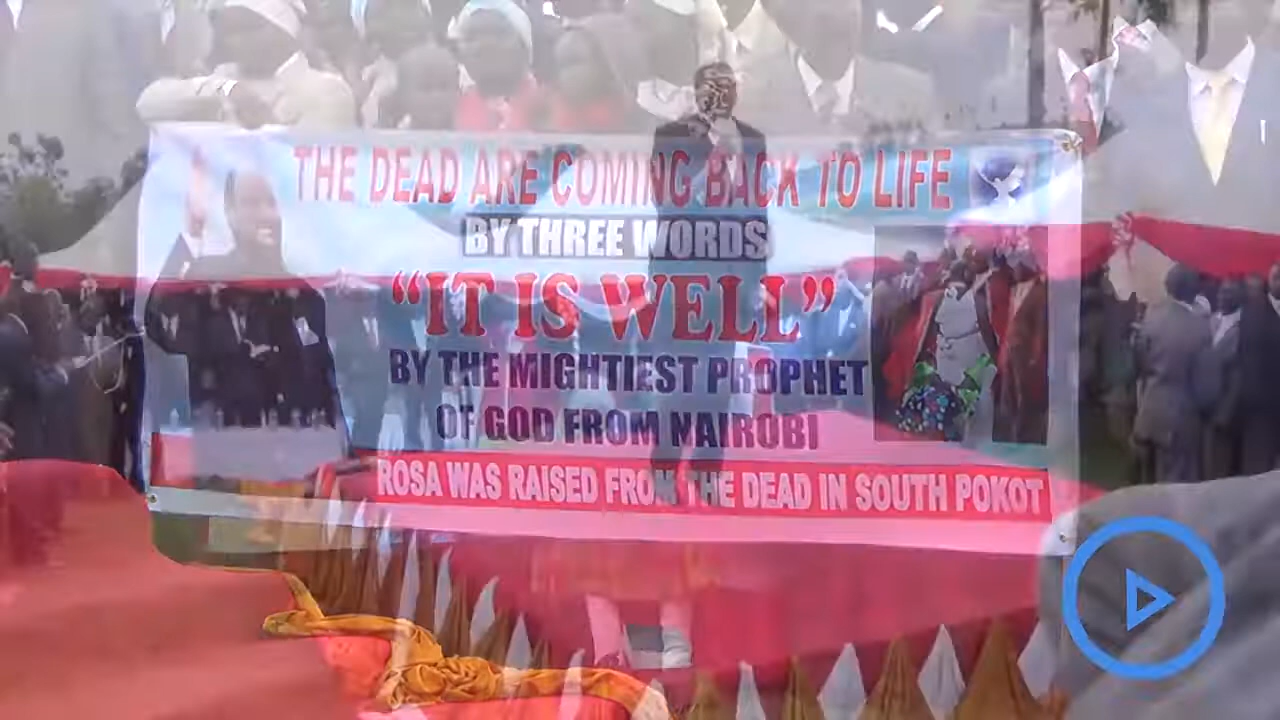 THE DEAD ARE COMING BACK TO LIFE
BY THREE WORDS
"IT IS WELL"
BY THE MIGHTIEST PROPHET
OF GOD FROM NAIROBI
ROSA WAS RAISED FROM THE DEAD IN SOUTH POKOT